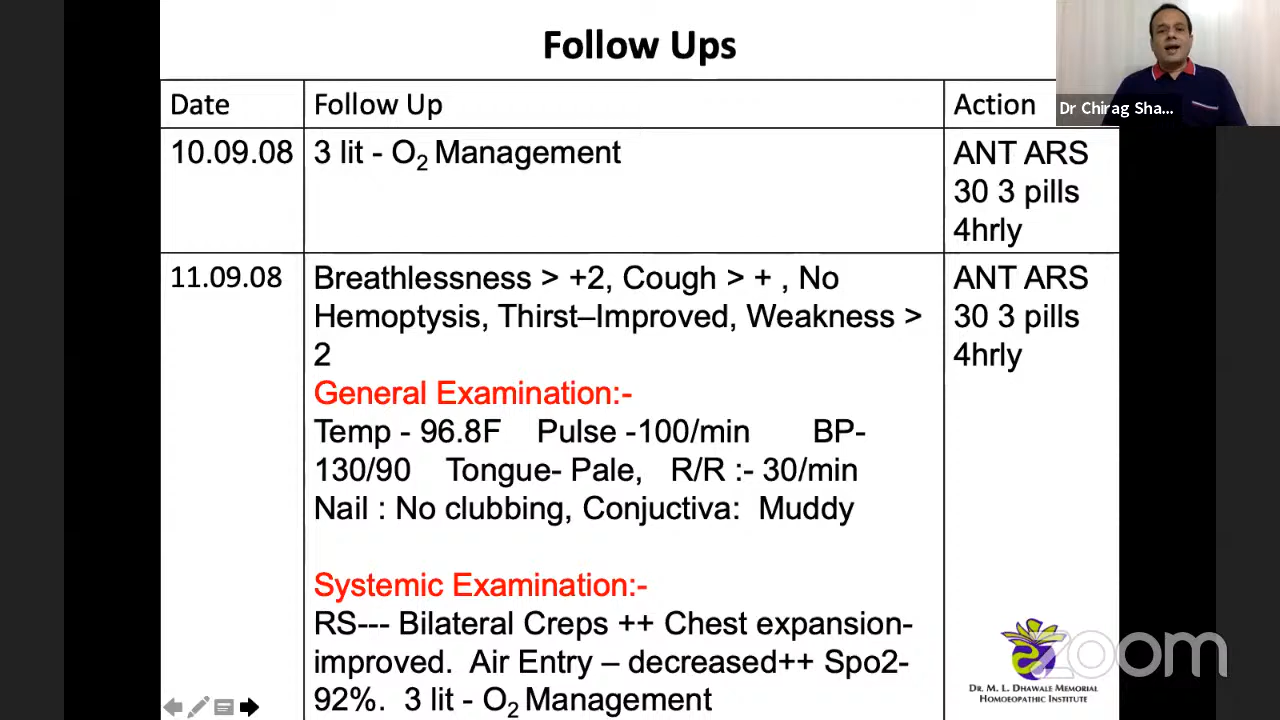 Follow Ups
Dr Chirag Sha...
Date
Follow Up
Action
10.09.08
3 lit - O2 Management
ANT ARS
30 3 pills
4hrly
11.09.08
Breathlessness > +2, Cough > + , No
Hemoptysis, Thirst–Improved, Weakness >
2
General Examination:-
Temp - 96.8F Pulse -100/min BP-
130/90 Tongue- Pale, R/R :- 30/min
Nail : No clubbing, Conjuctiva: Muddy
Systemic Examination:-
RS--- Bilateral Creps ++ Chest expansion-
improved. Air Entry – decreased++ Spo2-
92%. 3 lit - O2 Management
ANT ARS
30 3 pills
4hrly
zoom
Dr. M. L. Dhawale Memorial
Homoeopathic Institute